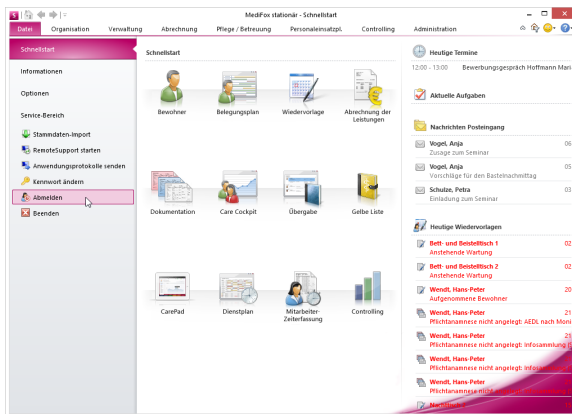 MediFox stationär - Schnellstart
Datei Organisation Verwaltung Abrechnung Pflege / Betreuung Personaleinsatzpl. Controlling Administration
Schnellstart
Informationen
Optionen
Service-Bereich
Stammdaten-Import
RemoteSupport starten
Anwendungsprotokolle senden
Kennwort ändern
Abmelden
Beenden
Schnellstart
Bewohner Belegungsplan Wiedervorlage Abrechnung der
Leistungen
Dokumentation Care Cockpit Übergabe Gelbe Liste
CarePad Dienstplan Mitarbeiter- Controlling
Zeiterfassung
Heutige Termine
12:00 - 13:00 Bewerbungsgespräch Hoffmann Mari
Aktuelle Aufgaben
Nachrichten Posteingang
Vogel, Anja 06
Zusage zum Seminar
Vogel, Anja 05
Vorschläge für den Bastelnachmittag
Schulze, Petra 03
Einladung zum Seminar
Heutige Wiedervorlagen
Bett- und Beistelltisch 1 02
Anstehende Wartung
Bett- und Beistelltisch 2 02
Anstehende Wartung
Wendt, Hans-Peter 20
Aufgenommene Bewohner
Wendt, Hans-Peter 21
Pflichtanamnese nicht angelegt: AEDL nach Moni
Wendt, Hans-Peter 21
Pflichtanamnese nicht angelegt: Infosammlung
Wendt, Hans-Peter
Pflichtanamnese nicht angelegt:
Wendt, Hans-Peter
Pflichtanamnese nicht